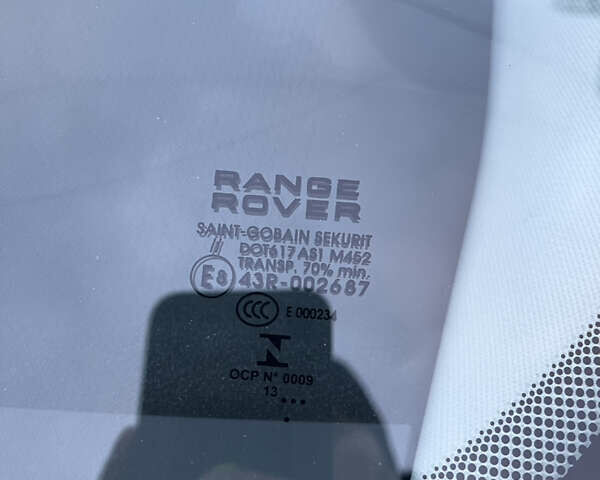 RANGE
ROVER
SAINT-GOBAIN SEKURIT
II
DOT617 AS1 M452
TRANSP. 70% min.
E8 43R-002687
CCC E 000234
N
OCP N° 0009
13 ...
.